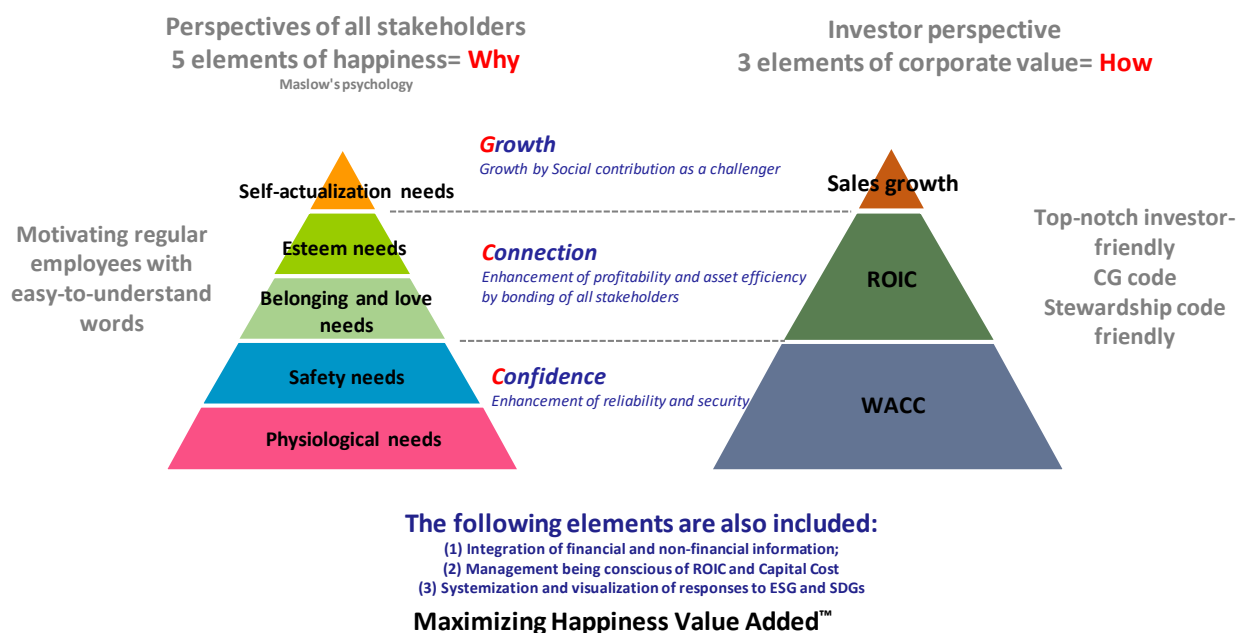 Perspectives of all stakeholders
5 elements of happiness= Why
Maslow's psychology
Investor perspective
3 elements of corporate value= How
Motivating regular
employees with
easy-to-understand
words
Self-actualization needs
Esteem needs
Belonging and love
needs
Safety needs
Physiological needs
Growth
Growth by Social contribution as a challenger
Connection
Enhancement of profitability and asset efficiency
by bonding of all stakeholders
Confidence
Enhancement of reliability and security
Sales growth
ROIC
WACC
Top-notch investor-
friendly
CG code
Stewardship code
friendly
The following elements are also included:
(1) Integration of financial and non-financial information;
(2) Management being conscious of ROIC and Capital Cost
(3) Systemization and visualization of responses to ESG and SDGs
Maximizing Happiness Value Added™